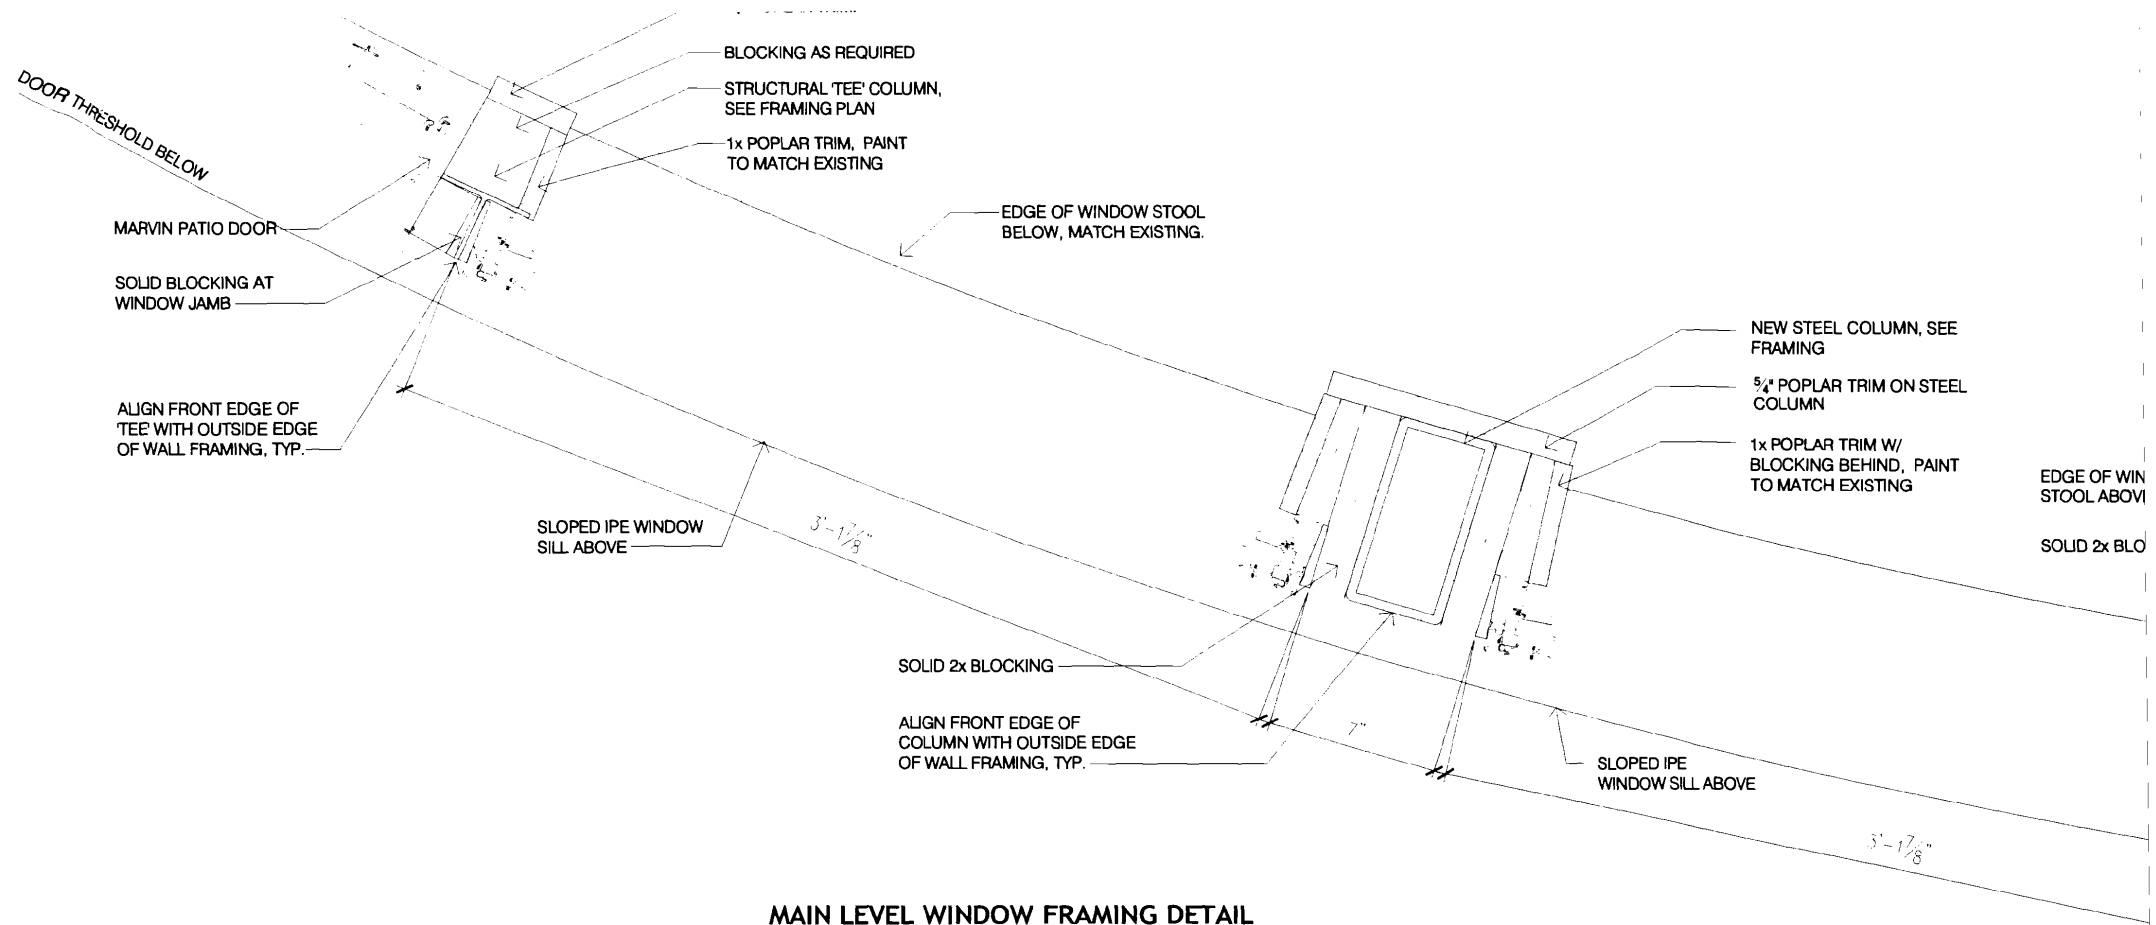 BLOCKING AS REQUIRED
STRUCTURAL 'TEE' COLUMN,
SEE FRAMING PLAN
1x POPLAR TRIM, PAINT
TO MATCH EXISTING
DOOR THRESHOLD BELOW
MARVIN PATIO DOOR
SOLID BLOCKING AT
WINDOW JAMB
EDGE OF WINDOW STOOL
BELOW, MATCH EXISTING.
ALIGN FRONT EDGE OF
'TEE' WITH OUTSIDE EDGE
OF WALL FRAMING, TYP.
SLOPED IPE WINDOW
SILL ABOVE
3'-1⅞"
NEW STEEL COLUMN, SEE
FRAMING
5/4" POPLAR TRIM ON STEEL
COLUMN
1x POPLAR TRIM W/
BLOCKING BEHIND, PAINT
TO MATCH EXISTING
EDGE OF WIN
STOOL ABOV
SOLID 2x BLO
SOLID 2x BLOCKING
ALIGN FRONT EDGE OF
COLUMN WITH OUTSIDE EDGE
OF WALL FRAMING, TYP.
7"
SLOPED IPE
WINDOW SILL ABOVE
3'-1⅞"
MAIN LEVEL WINDOW FRAMING DETAIL